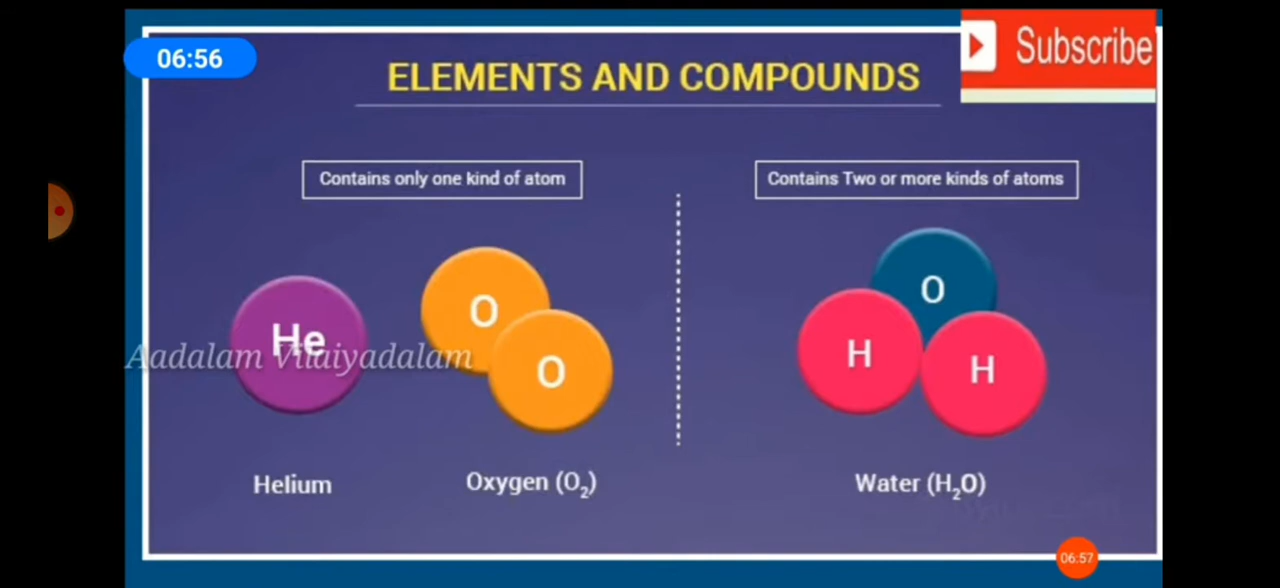 06:56
Subscribe
ELEMENTS AND COMPOUNDS
Contains only one kind of atom
Contains Two or more kinds of atoms
He
O
O
O
H
H
Aadalam Vilaiyadalam
Helium
Oxygen (O₂)
Water (H₂O)
06:57